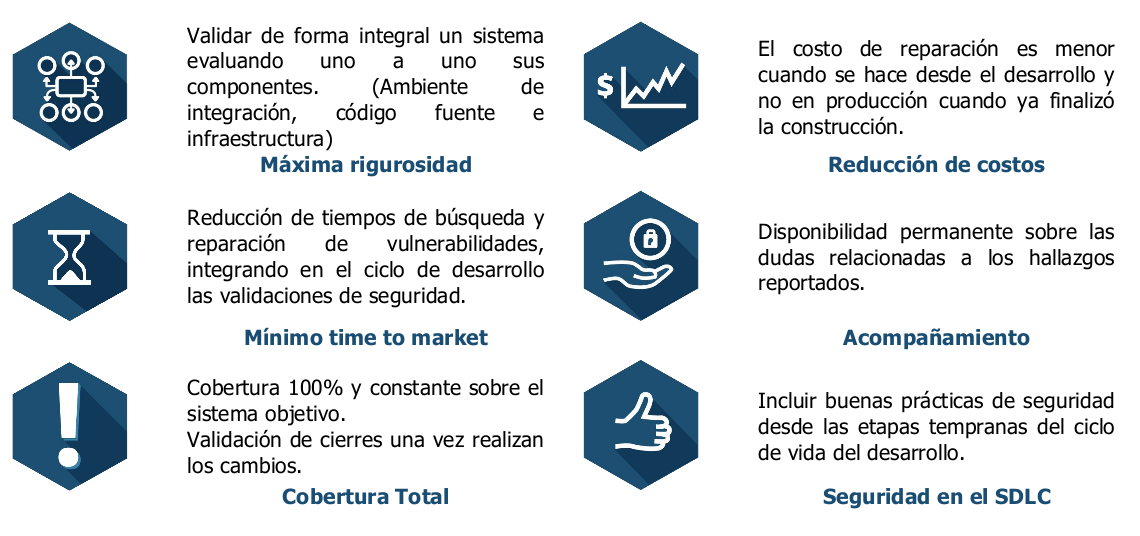 Validar de forma integral un sistema
evaluando uno a uno sus
componentes. (Ambiente de
integración, código fuente e
infraestructura)
Máxima rigurosidad
$
El costo de reparación es menor
cuando se hace desde el desarrollo y
no en producción cuando ya finalizó
la construcción.
Reducción de costos
Reducción de tiempos de búsqueda y
reparación de vulnerabilidades,
integrando en el ciclo de desarrollo
las validaciones de seguridad.
Mínimo time to market
Disponibilidad permanente sobre las
dudas relacionadas a los hallazgos
reportados.
Acompañamiento
!
Cobertura 100% y constante sobre el
sistema objetivo.
Validación de cierres una vez realizan
los cambios.
Cobertura Total
Incluir buenas prácticas de seguridad
desde las etapas tempranas del ciclo
de vida del desarrollo.
Seguridad en el SDLC